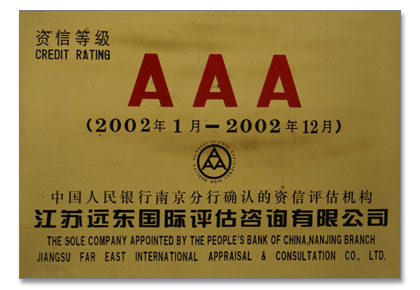 资信等级
CREDIT RATING
AAA
(2002年1月－2002年12月)
中国人民银行南京分行确认的资信评估机构
江苏远东国际评估咨询有限公司
THE SOLE COMPANY APPOINTED BY THE PEOPLE'S BANK OF CHINA,NANJING BRANCH
JIANGSU FAR EAST INTERNATIONAL APPRAISAL & CONSULTATION CO., LTD.